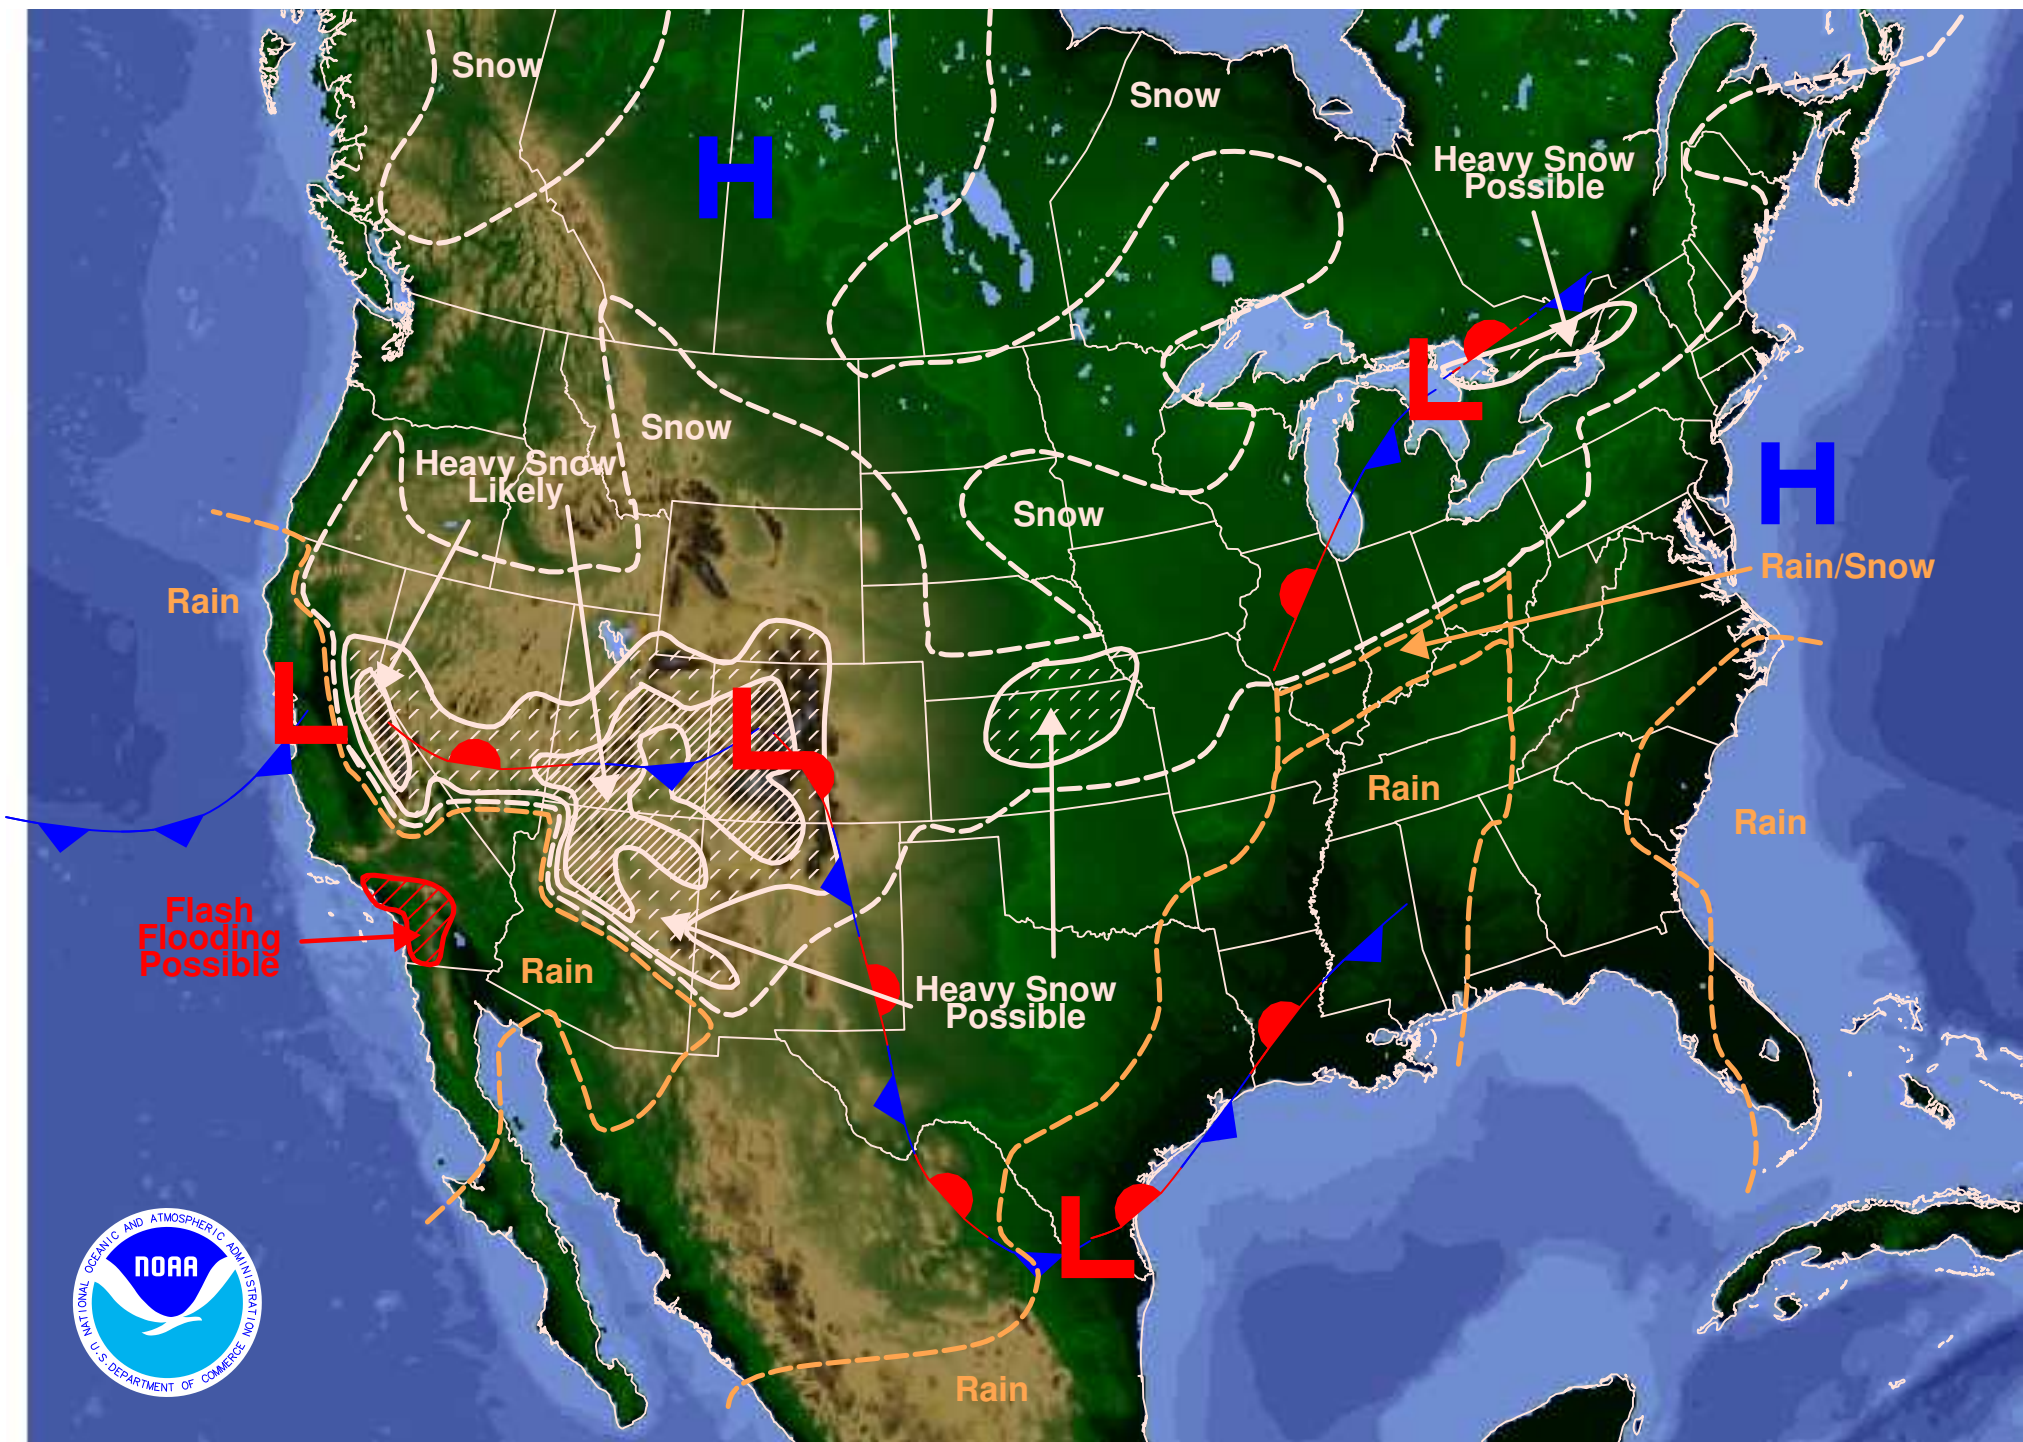 Snow
Snow
H
Heavy Snow
Possible
Snow
Heavy Snow
Likely
H
Snow
Rain/Snow
Rain
L
L
L
Rain
Rain
Flash
Flooding
Possible
Rain
Heavy Snow
Possible
L
NATIONAL OCEANIC AND ATMOSPHERIC ADMINISTRATION
NOAA
U.S. DEPARTMENT OF COMMERCE
Rain